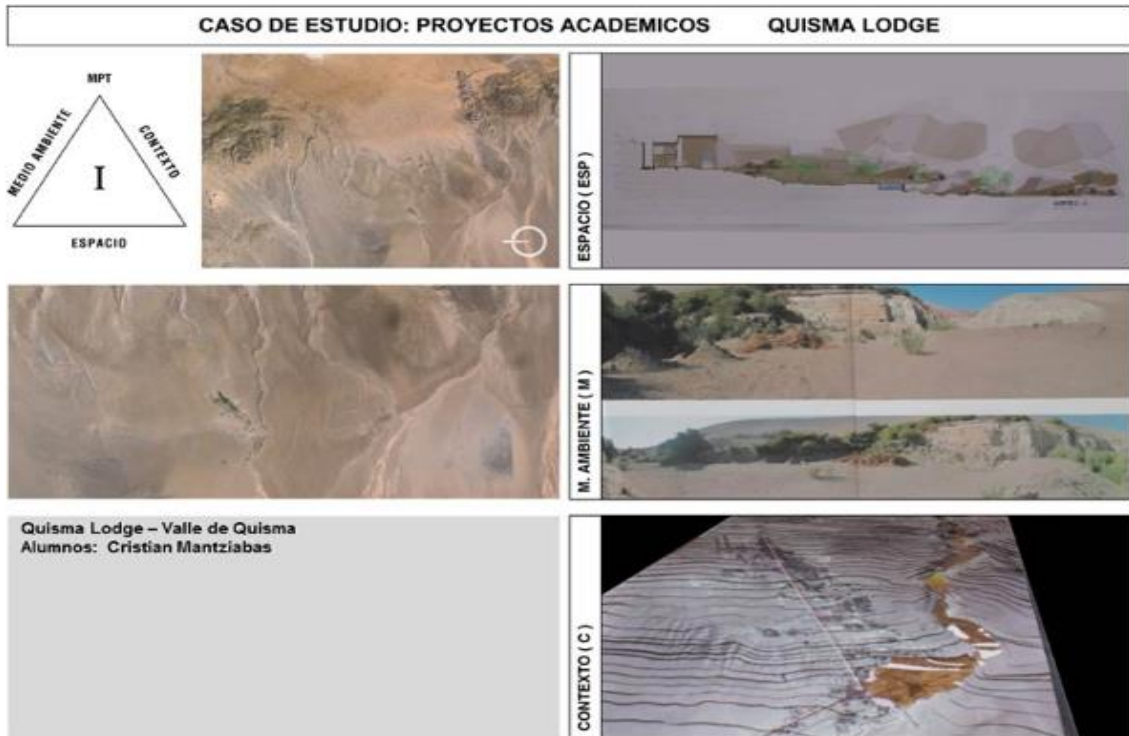 CASO DE ESTUDIO: PROYECTOS ACADEMICOS QUISMA LODGE
MPT
MEDIO AMBIENTE
CONTEXTO
I
ESPACIO
ESPACIO ( ESP )
M. AMBIENTE ( M )
Quisma Lodge – Valle de Quisma
Alumnos: Cristian Mantziabas
CONTEXTO ( C )